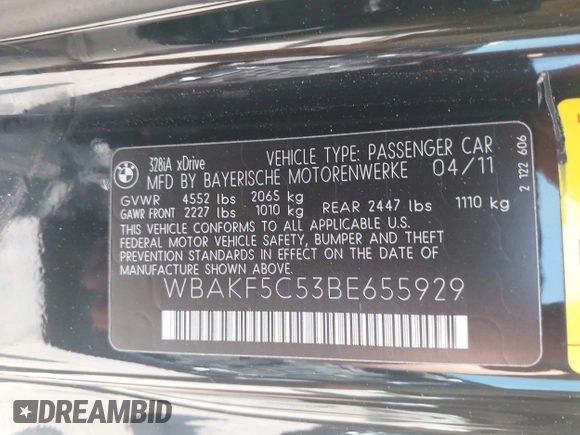 BMW
328iA xDrive VEHICLE TYPE: PASSENGER CAR
MFD BY BAYERISCHE MOTORENWERKE 04/11
GVWR 4552 lbs 2065 kg
GAWR FRONT 2227 lbs 1010 kg REAR 2447 lbs 1110 kg
THIS VEHICLE CONFORMS TO ALL APPLICABLE U.S.
FEDERAL MOTOR VEHICLE SAFETY, BUMPER AND THEFT
PREVENTION STANDARDS IN EFFECT ON THE DATE OF
MANUFACTURE SHOWN ABOVE.
WBAKF5C53BE655929
2 122 606
DREAMBID